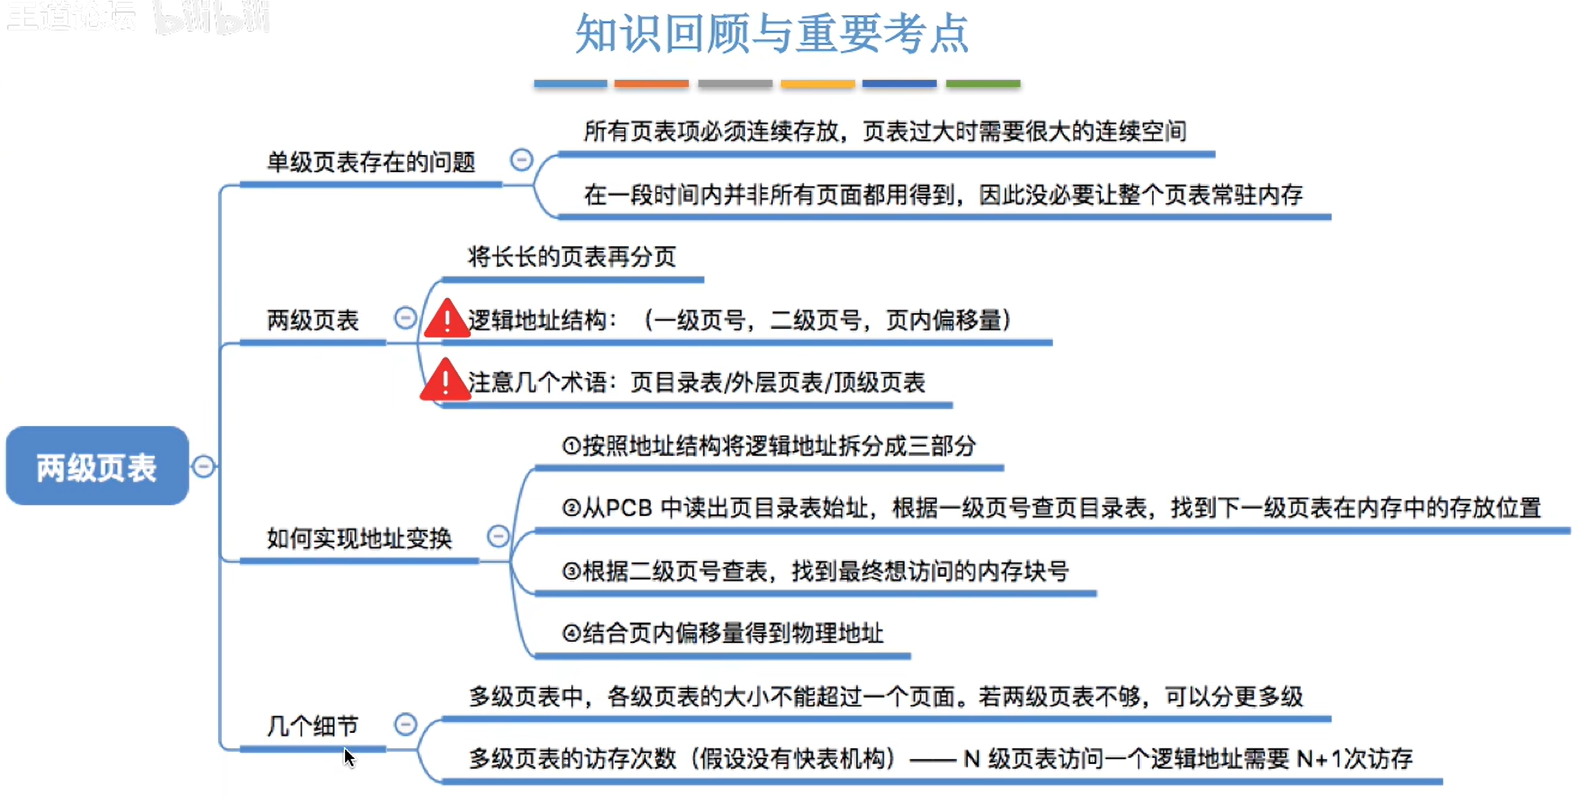 王道论坛 bilibili
知识回顾与重要考点
单级页表存在的问题
所有页表项必须连续存放，页表过大时需要很大的连续空间
在一段时间内并非所有页面都用得到，因此没必要让整个页表常驻内存
两级页表
将长长的页表再分页
逻辑地址结构：（一级页号，二级页号，页内偏移量）
注意几个术语：页目录表/外层页表/顶级页表
两级页表
如何实现地址变换
①按照地址结构将逻辑地址拆分成三部分
②从PCB 中读出页目录表始址，根据一级页号查页目录表，找到下一级页表在内存中的存放位置
③根据二级页号查表，找到最终想访问的内存块号
④结合页内偏移量得到物理地址
几个细节
多级页表中，各级页表的大小不能超过一个页面。若两级页表不够，可以分更多级
多级页表的访存次数（假设没有快表机构）—— N 级页表访问一个逻辑地址需要 N+1次访存